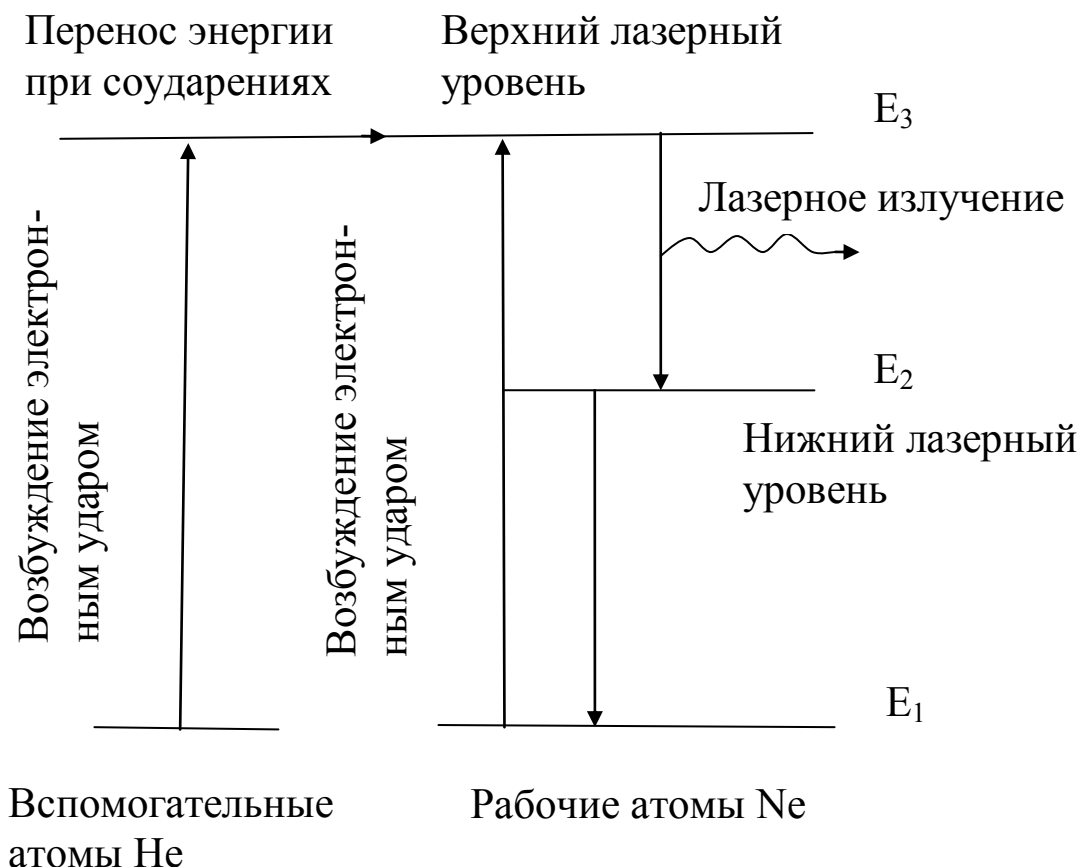 Перенос энергии
при соударениях
Верхний лазерный
уровень
E₃
Лазерное излучение
Возбуждение электрон-
ным ударом
Возбуждение электрон-
ным ударом
E₂
Нижний лазерный
уровень
E₁
Вспомогательные
атомы He
Рабочие атомы Ne